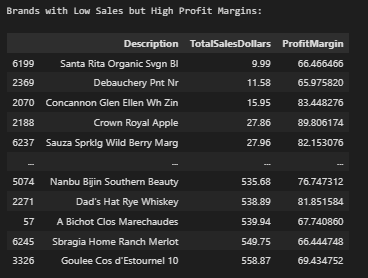 Brands with Low Sales but High Profit Margins:
Description TotalSalesDollars ProfitMargin
6199 Santa Rita Organic Svgn Bl 9.99 66.466466
2369 Debauchery Pnt Nr 11.58 65.975820
2070 Concannon Glen Ellen Wh Zin 15.95 83.448276
2188 Crown Royal Apple 27.86 89.806174
6237 Sauza Sprklg Wild Berry Marg 27.96 82.153076
... ... ... ...
5074 Nanbu Bijin Southern Beauty 535.68 76.747312
2271 Dad's Hat Rye Whiskey 538.89 81.851584
57 A Bichot Clos Marechaudes 539.94 67.740860
6245 Sbragia Home Ranch Merlot 549.75 66.444748
3326 Goulee Cos d'Estournel 10 558.87 69.434752